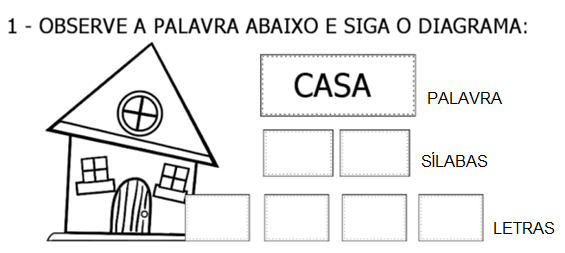 1 - OBSERVE A PALAVRA ABAIXO E SIGA O DIAGRAMA:
CASA
PALAVRA
SÍLABAS
LETRAS